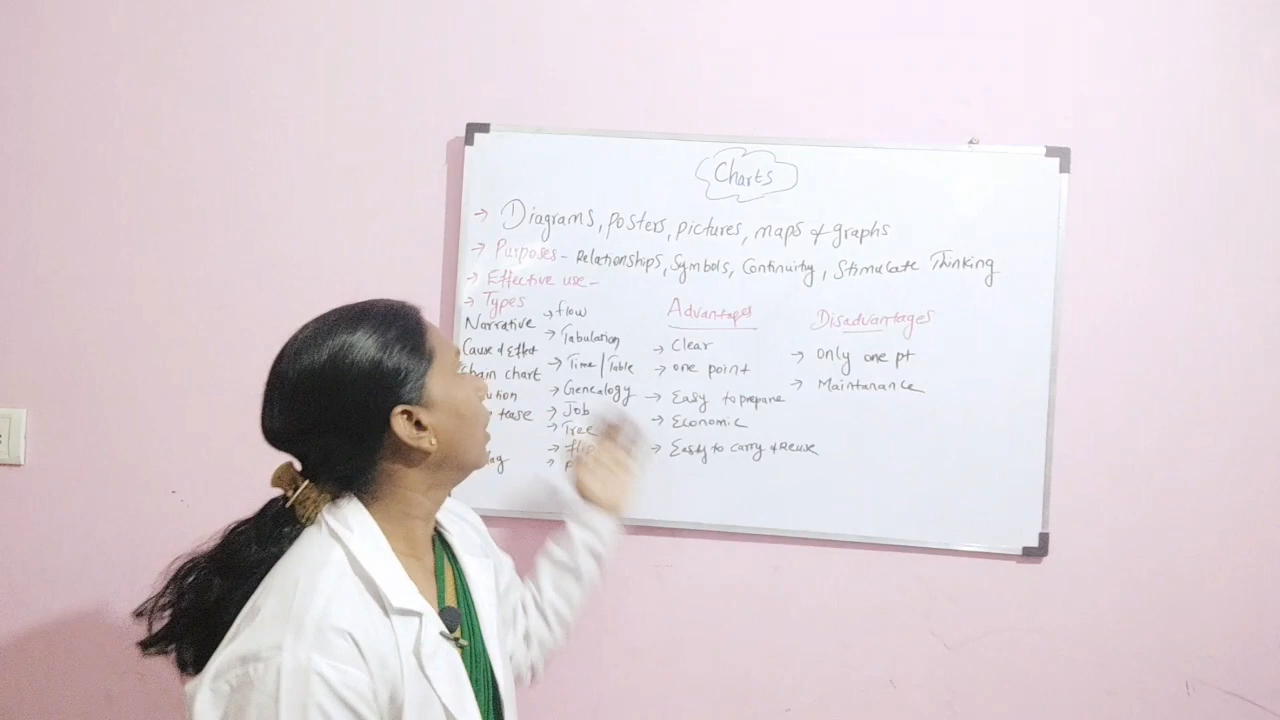 Charts
→ Diagrams, posters, pictures, maps & graphs
→ Purposes - Relationships, Symbols, Continuity, Stimulate Thinking
→ Effective use -
→ Types
Narrative
Cause & Effect
chart
→ flow
→ Tabulation
→ Time/Table
→ Genealogy
→ Job
→ Tree
Advantages
→ Clear
→ one point
→ Easy to prepare
→ Economic
→ Easy to carry & Reuse
Disadvantages
→ Only one pt
→ Maintanance